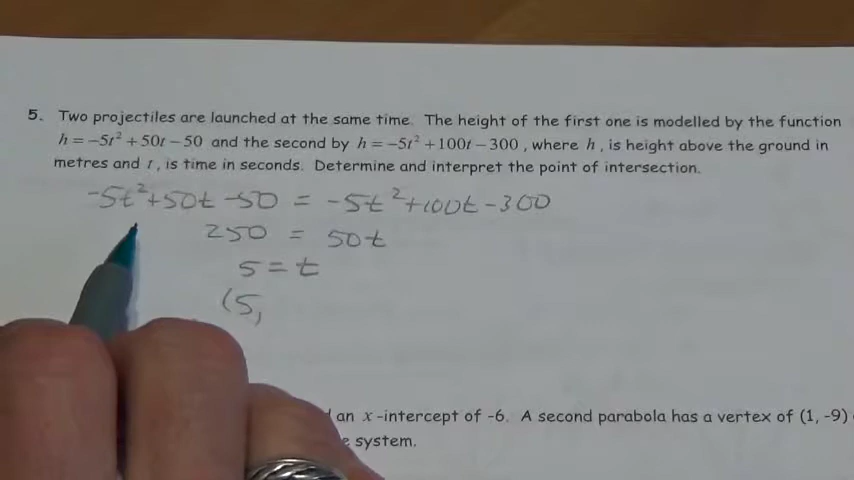 5. Two projectiles are launched at the same time. The height of the first one is modelled by the function
h = -5t² + 50t - 50 and the second by h = -5t² + 100t - 300, where h, is height above the ground in
metres and t, is time in seconds. Determine and interpret the point of intersection.
-5t² + 50t - 50 = -5t² + 100t - 300
250 = 50t
5 = t
(5,
an x-intercept of -6. A second parabola has a vertex of (1, -9)
system.